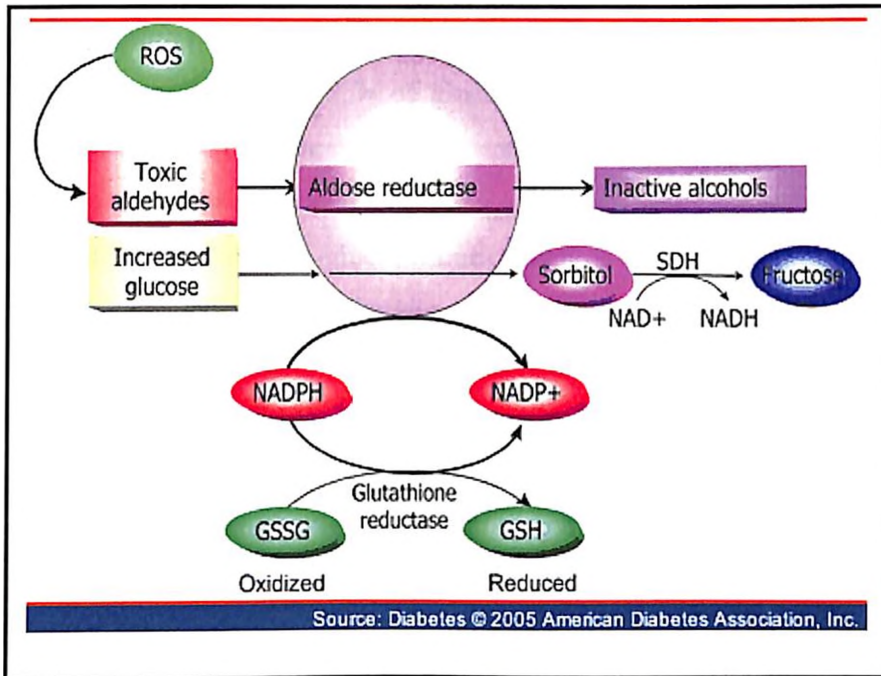 ROS
Toxic
aldehydes
Aldose reductase
Inactive alcohols
Increased
glucose
Sorbitol
SDH
Fructose
NAD+
NADH
NADPH
NADP+
Glutathione
reductase
GSSG
GSH
Oxidized
Reduced
Source: Diabetes © 2005 American Diabetes Association, Inc.